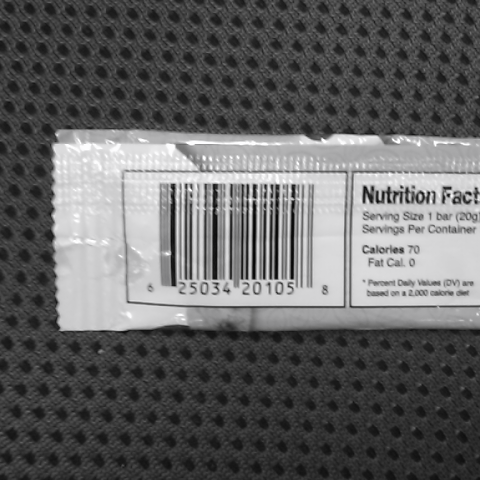 6 25034 20105 8
Nutrition Fact
Serving Size 1 bar (20g)
Servings Per Container
Calories 70
Fat Cal. 0
* Percent Daily Values (DV) are
based on a 2,000 calorie diet